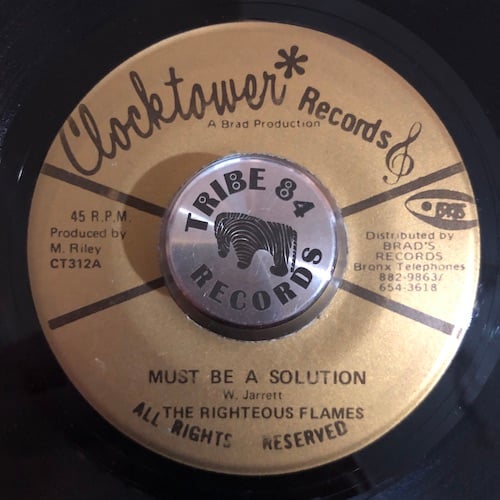 Clocktower* Records
A Brad Production
45 R.P.M.
Produced by
M. Riley
CT312A
TRIBE 84
RECORDS
BRAD'S
Distributed by
BRAD'S
RECORDS
Bronx Telephones
882-9863/
654-3618
MUST BE A SOLUTION
W. Jarrett
THE RIGHTEOUS FLAMES
ALL RIGHTS RESERVED